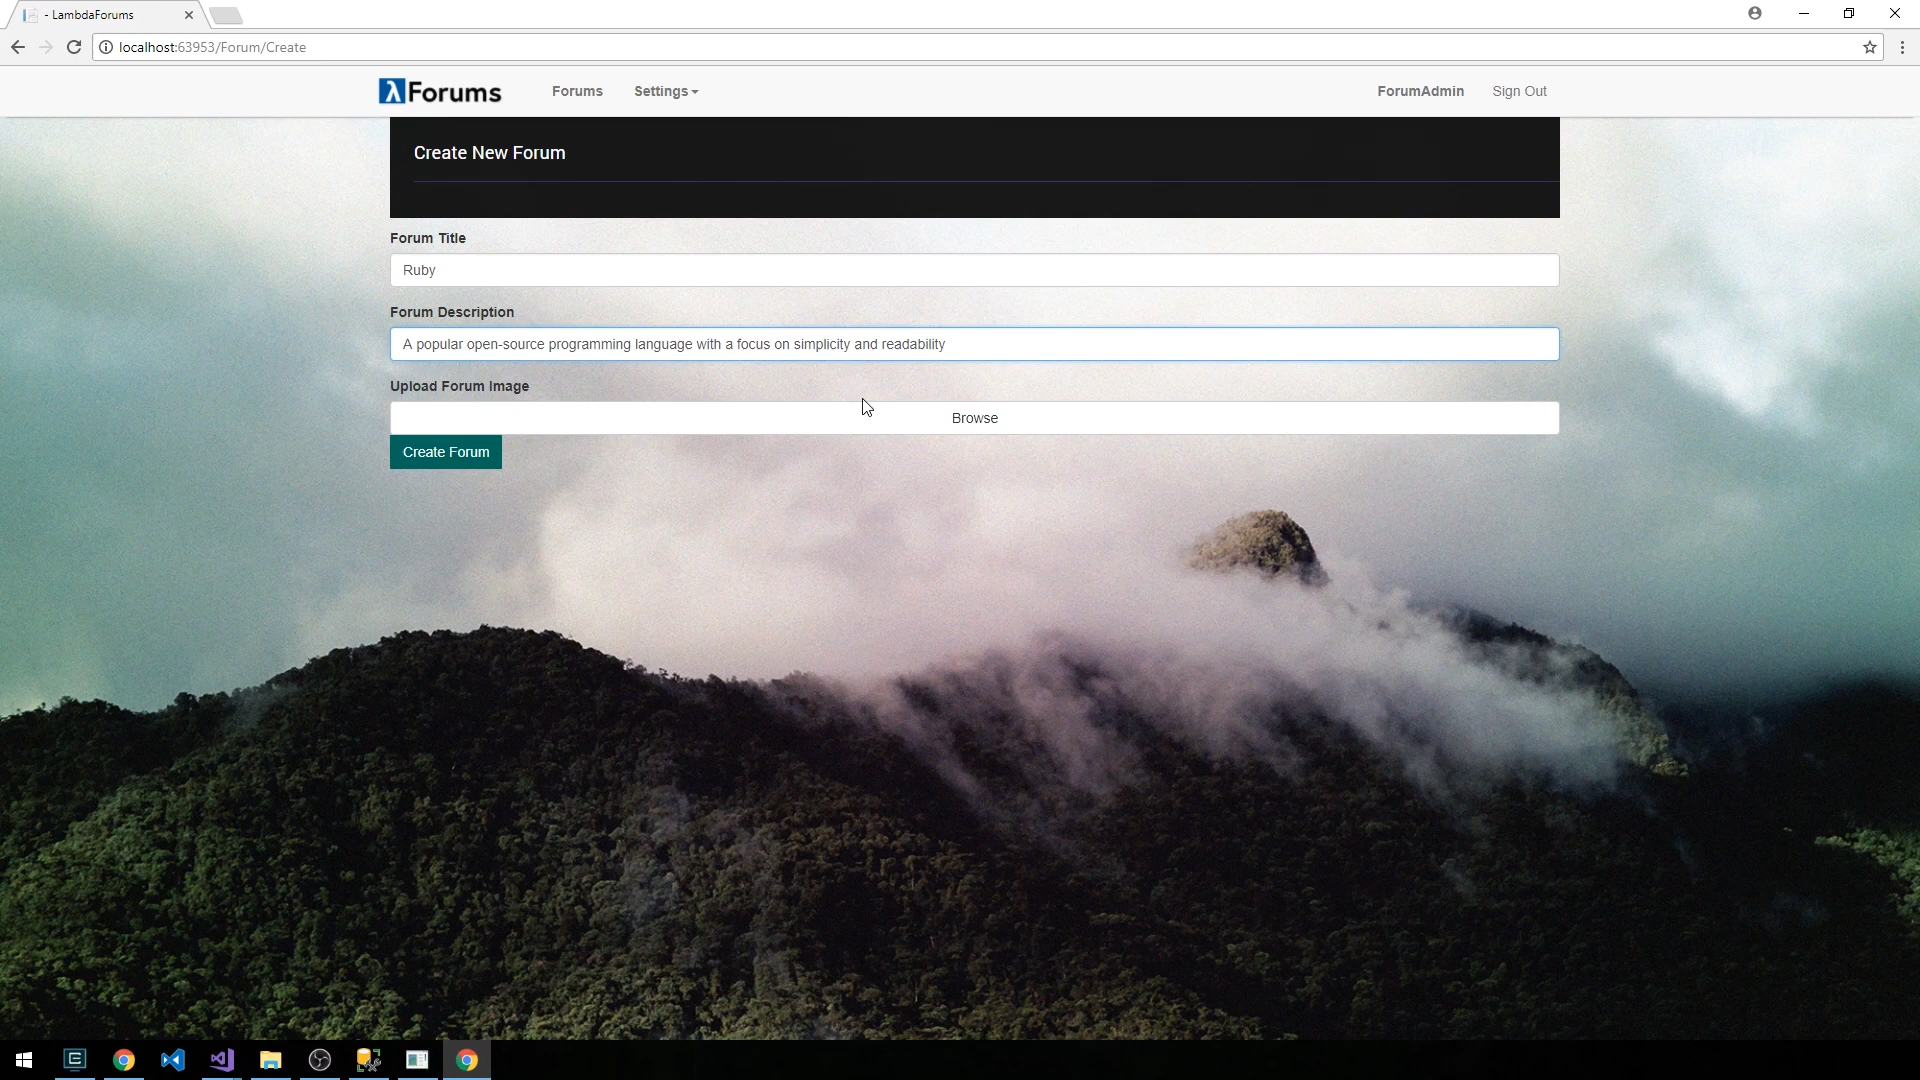 - LambdaForums
localhost:63953/Forum/Create
λForums
Forums
Settings
ForumAdmin
Sign Out
Create New Forum
Forum Title
Ruby
Forum Description
A popular open-source programming language with a focus on simplicity and readability
Upload Forum Image
Browse
Create Forum